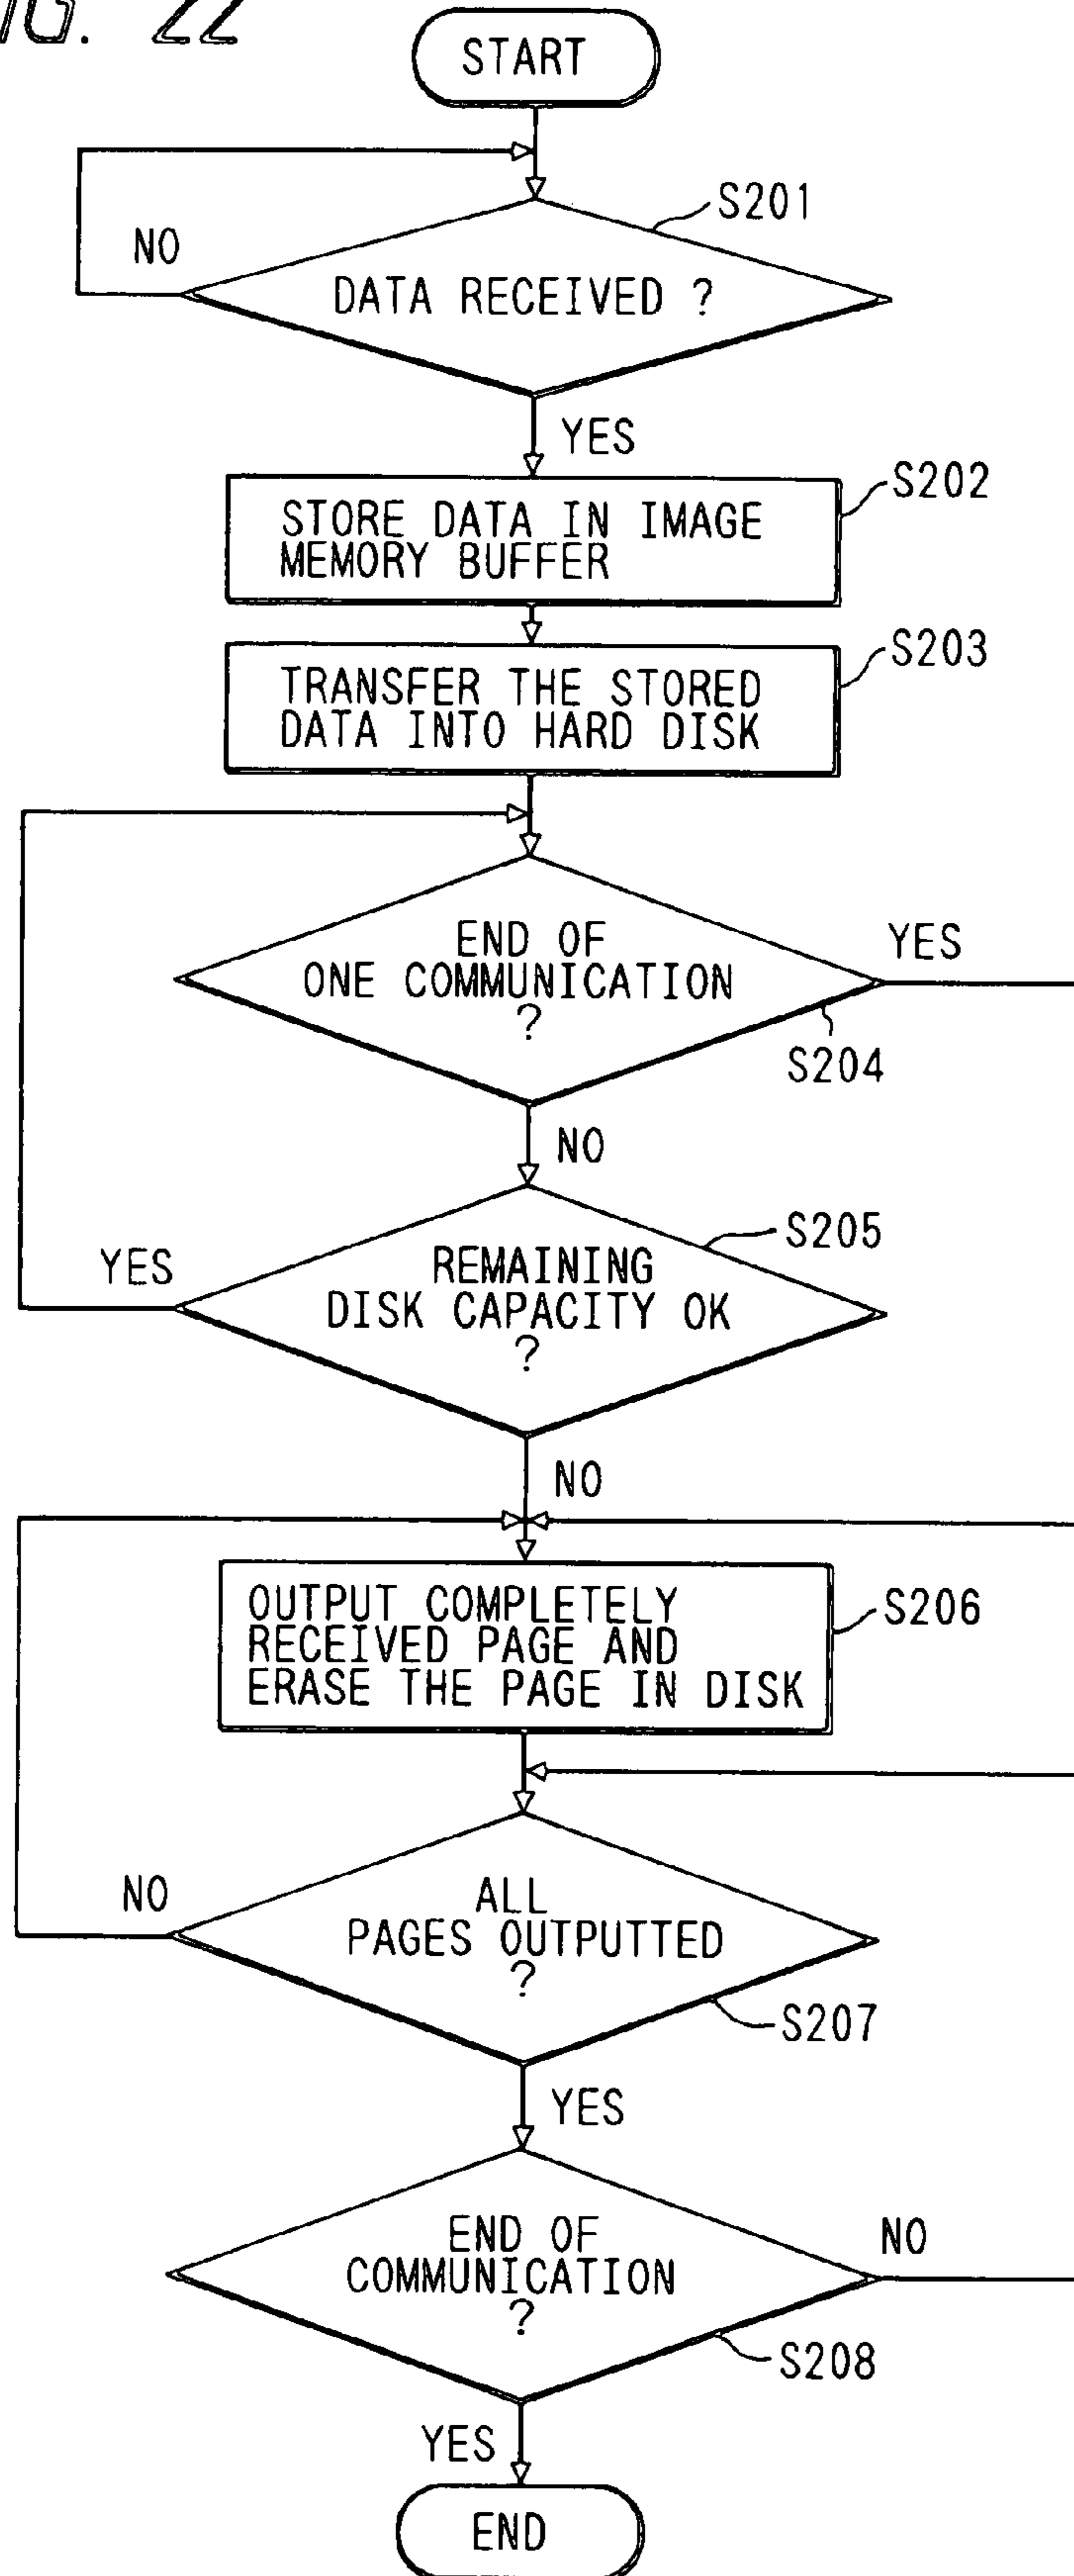 FIG. 22
START
S201
NO
DATA RECEIVED ?
YES
S202
STORE DATA IN IMAGE
MEMORY BUFFER
S203
TRANSFER THE STORED
DATA INTO HARD DISK
END OF
ONE COMMUNICATION
?
YES
S204
NO
S205
YES
REMAINING
DISK CAPACITY OK
?
NO
S206
OUTPUT COMPLETELY
RECEIVED PAGE AND
ERASE THE PAGE IN DISK
NO
ALL
PAGES OUTPUTTED
?
S207
YES
END OF
COMMUNICATION
?
NO
S208
YES
END